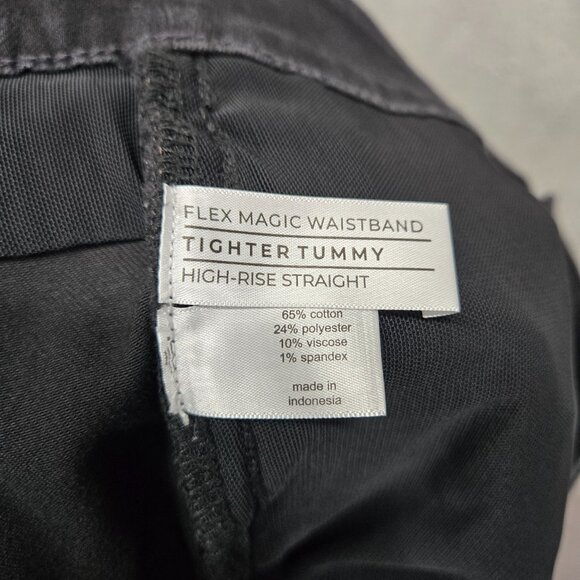 FLEX MAGIC WAISTBAND
TIGHTER TUMMY
HIGH-RISE STRAIGHT
65% cotton
24% polyester
10% viscose
1% spandex
made in
indonesia